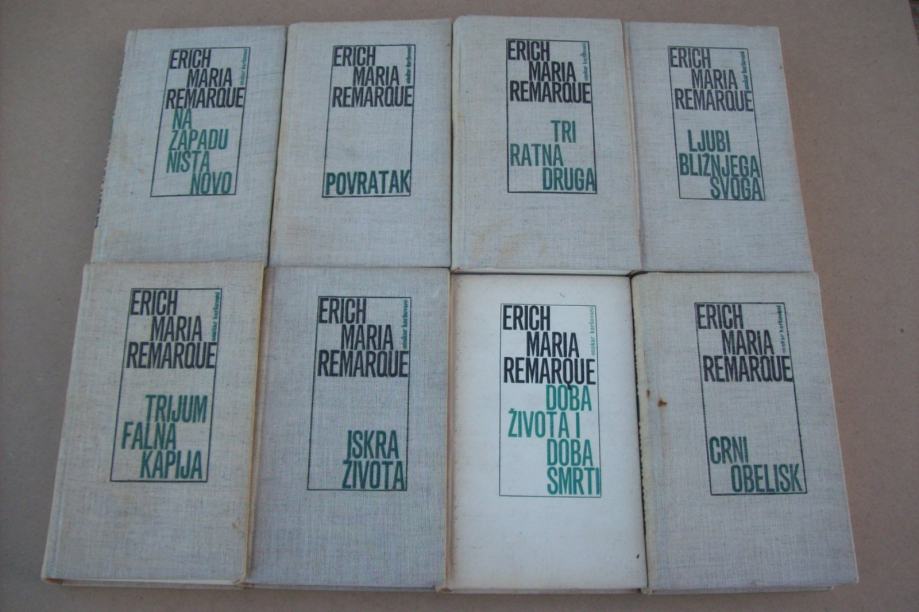 ERICH
MARIA
REMARQUE
NA
ZAPADU
NIŠTA
NOVO
ERICH
MARIA
REMARQUE
POVRATAK
ERICH
MARIA
REMARQUE
TRI
RATNA
DRUGA
ERICH
MARIA
REMARQUE
LJUBI
BLIŽNJEGA
SVOGA
ERICH
MARIA
REMARQUE
TRIJUM
FALNA
KAPIJA
ERICH
MARIA
REMARQUE
ISKRA
ŽIVOTA
ERICH
MARIA
REMARQUE
DOBA
ŽIVOTA I
DOBA
SMRTI
ERICH
MARIA
REMARQUE
CRNI
OBELISK